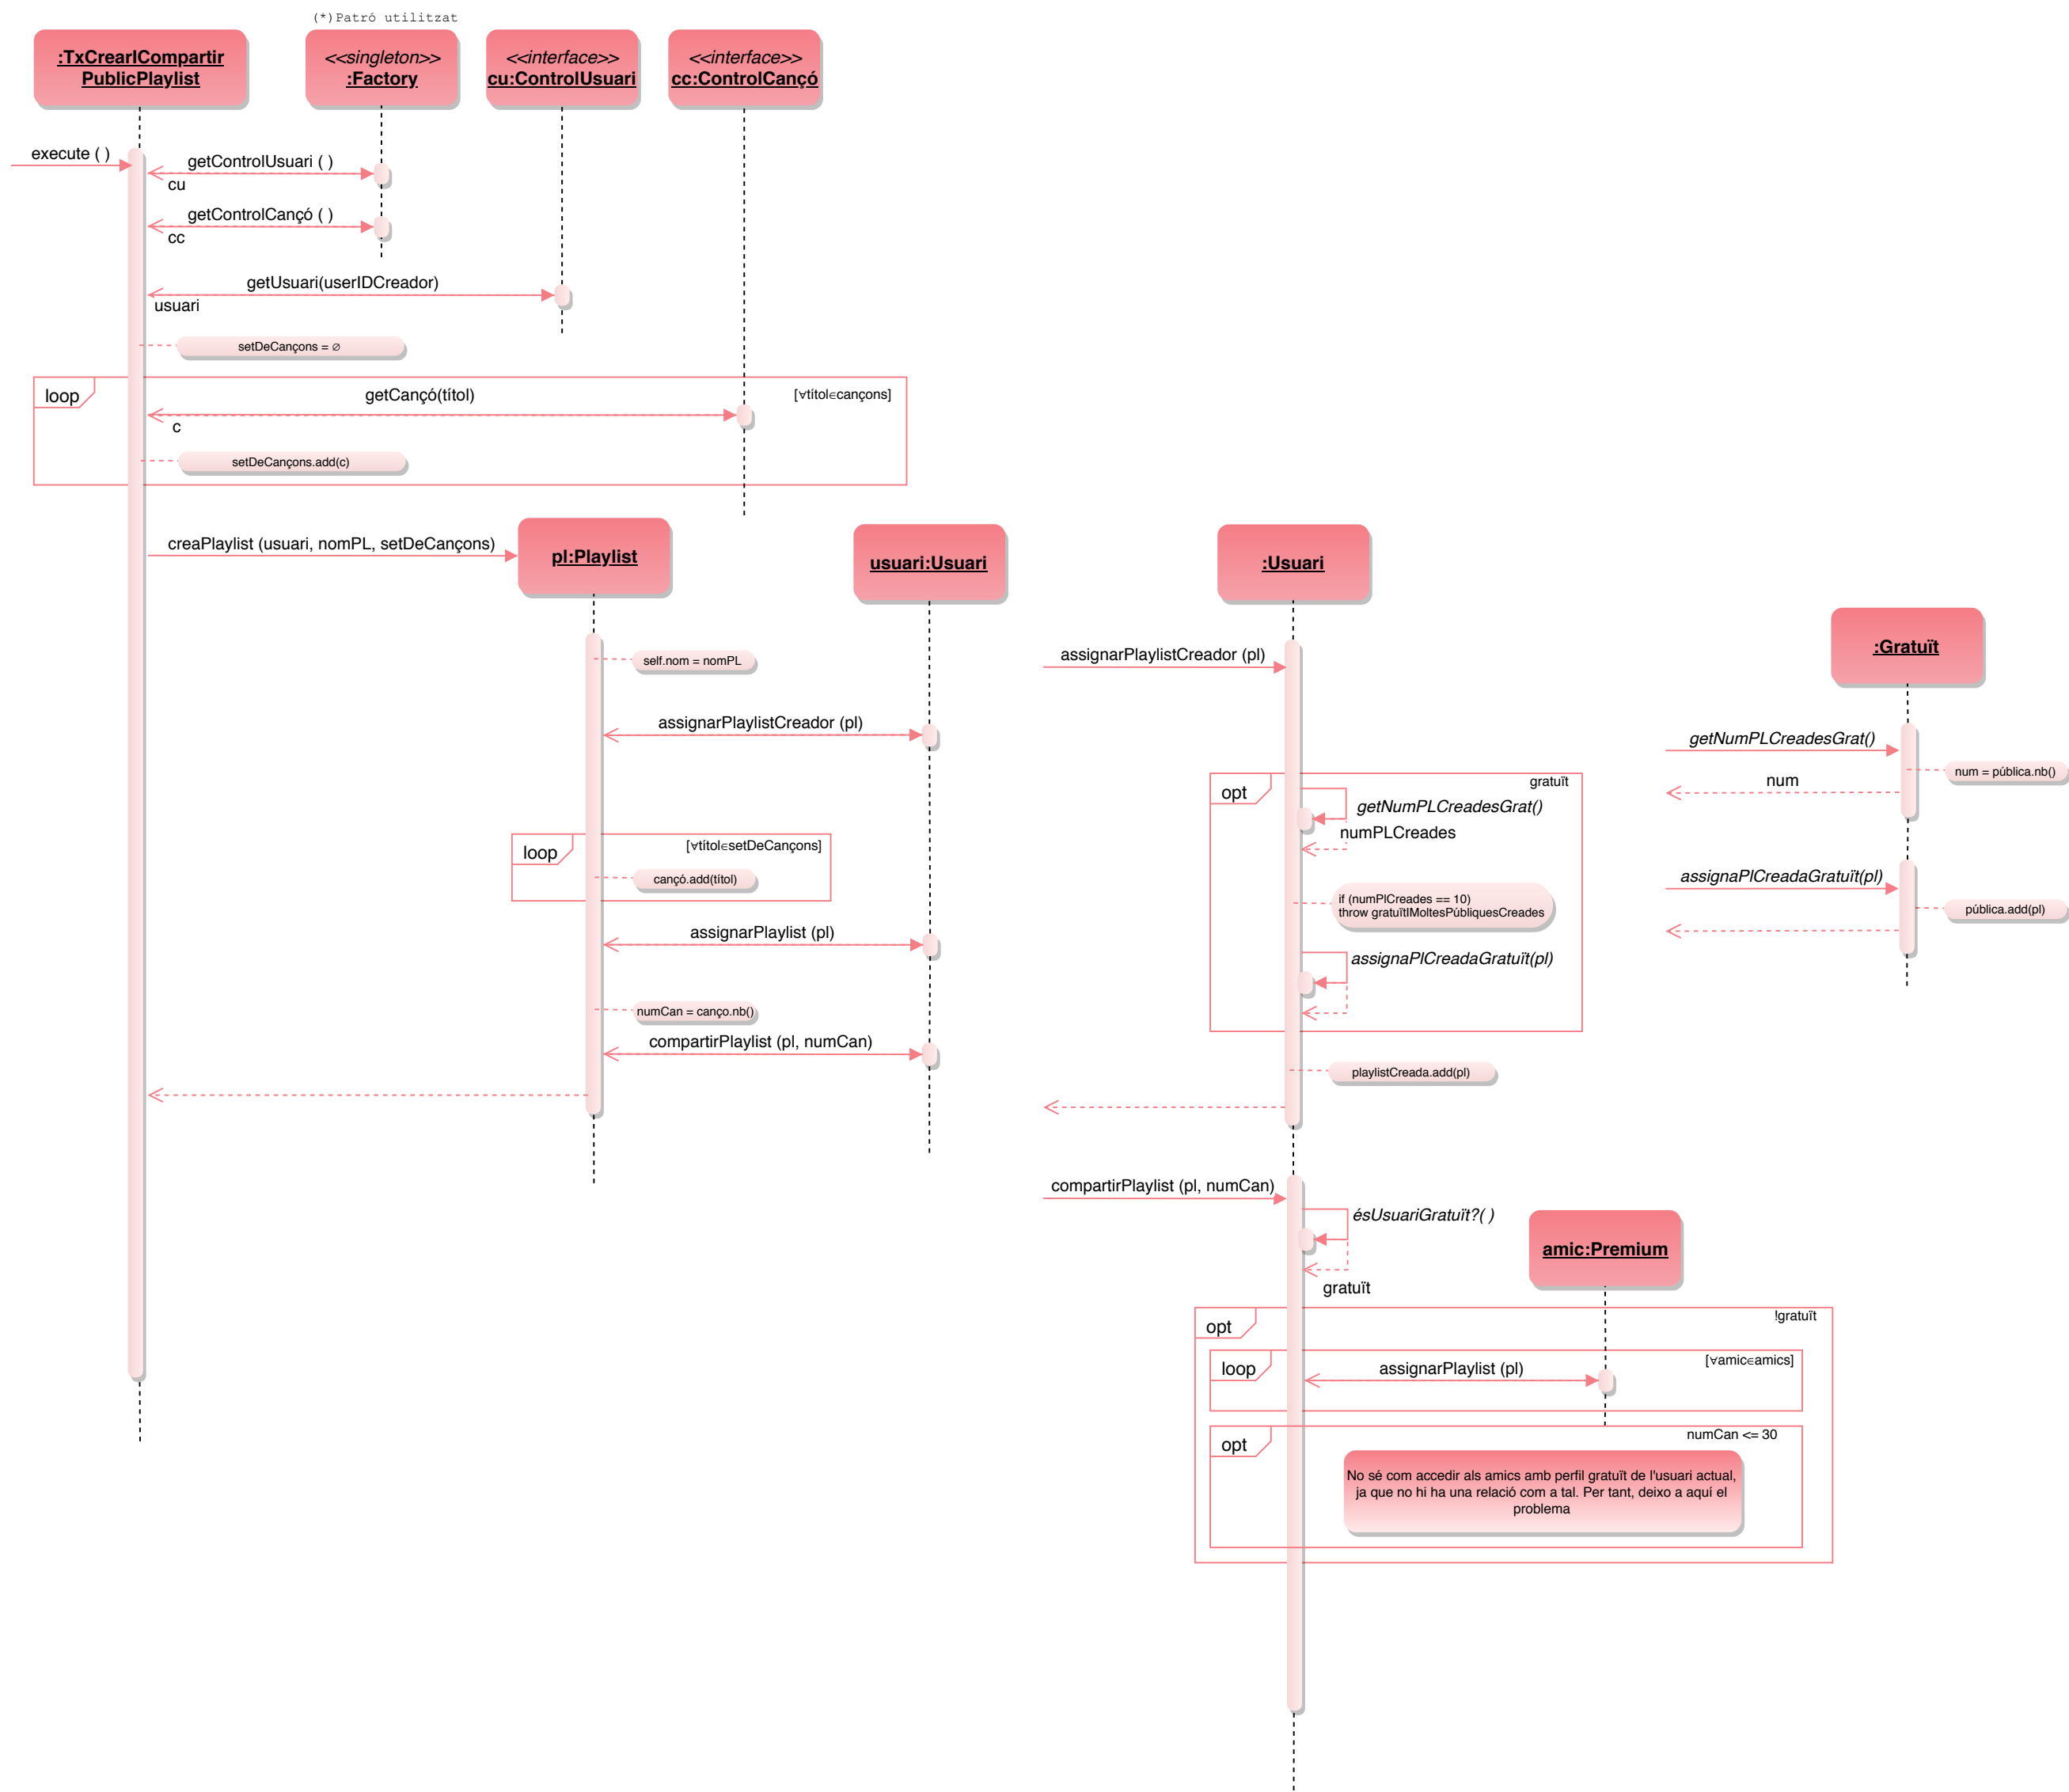 (*)Patró utilitzat
:TxCrearICompartir
PublicPlaylist
<<singleton>>
:Factory
<<interface>>
cu:ControlUsuari
<<interface>>
cc:ControlCançó
execute ( )
getControlUsuari ( )
cu
getControlCançó ( )
cc
getUsuari(userIDCreador)
usuari
setDeCançons = ∅
loop
getCançó(títol)
[∀títol∈cançons]
c
setDeCançons.add(c)
creaPlaylist (usuari, nomPL, setDeCançons)
pl:Playlist
usuari:Usuari
self.nom = nomPL
assignarPlaylistCreador (pl)
loop
[∀títol∈setDeCançons]
cançó.add(títol)
assignarPlaylist (pl)
numCan = canço.nb()
compartirPlaylist (pl, numCan)
:Usuari
assignarPlaylistCreador (pl)
opt
gratuït
getNumPLCreadesGrat()
numPLCreades
if (numPlCreades == 10)
throw gratuïtIMoltesPúbliquesCreades
assignaPlCreadaGratuït(pl)
playlistCreada.add(pl)
:Gratuït
getNumPLCreadesGrat()
num = pública.nb()
num
assignaPlCreadaGratuït(pl)
pública.add(pl)
compartirPlaylist (pl, numCan)
ésUsuariGratuït?( )
gratuït
amic:Premium
opt
!gratuït
loop
assignarPlaylist (pl)
[∀amic∈amics]
opt
numCan <= 30
No sé com accedir als amics amb perfil gratuït de l'usuari actual,
ja que no hi ha una relació com a tal. Per tant, deixo a aquí el
problema